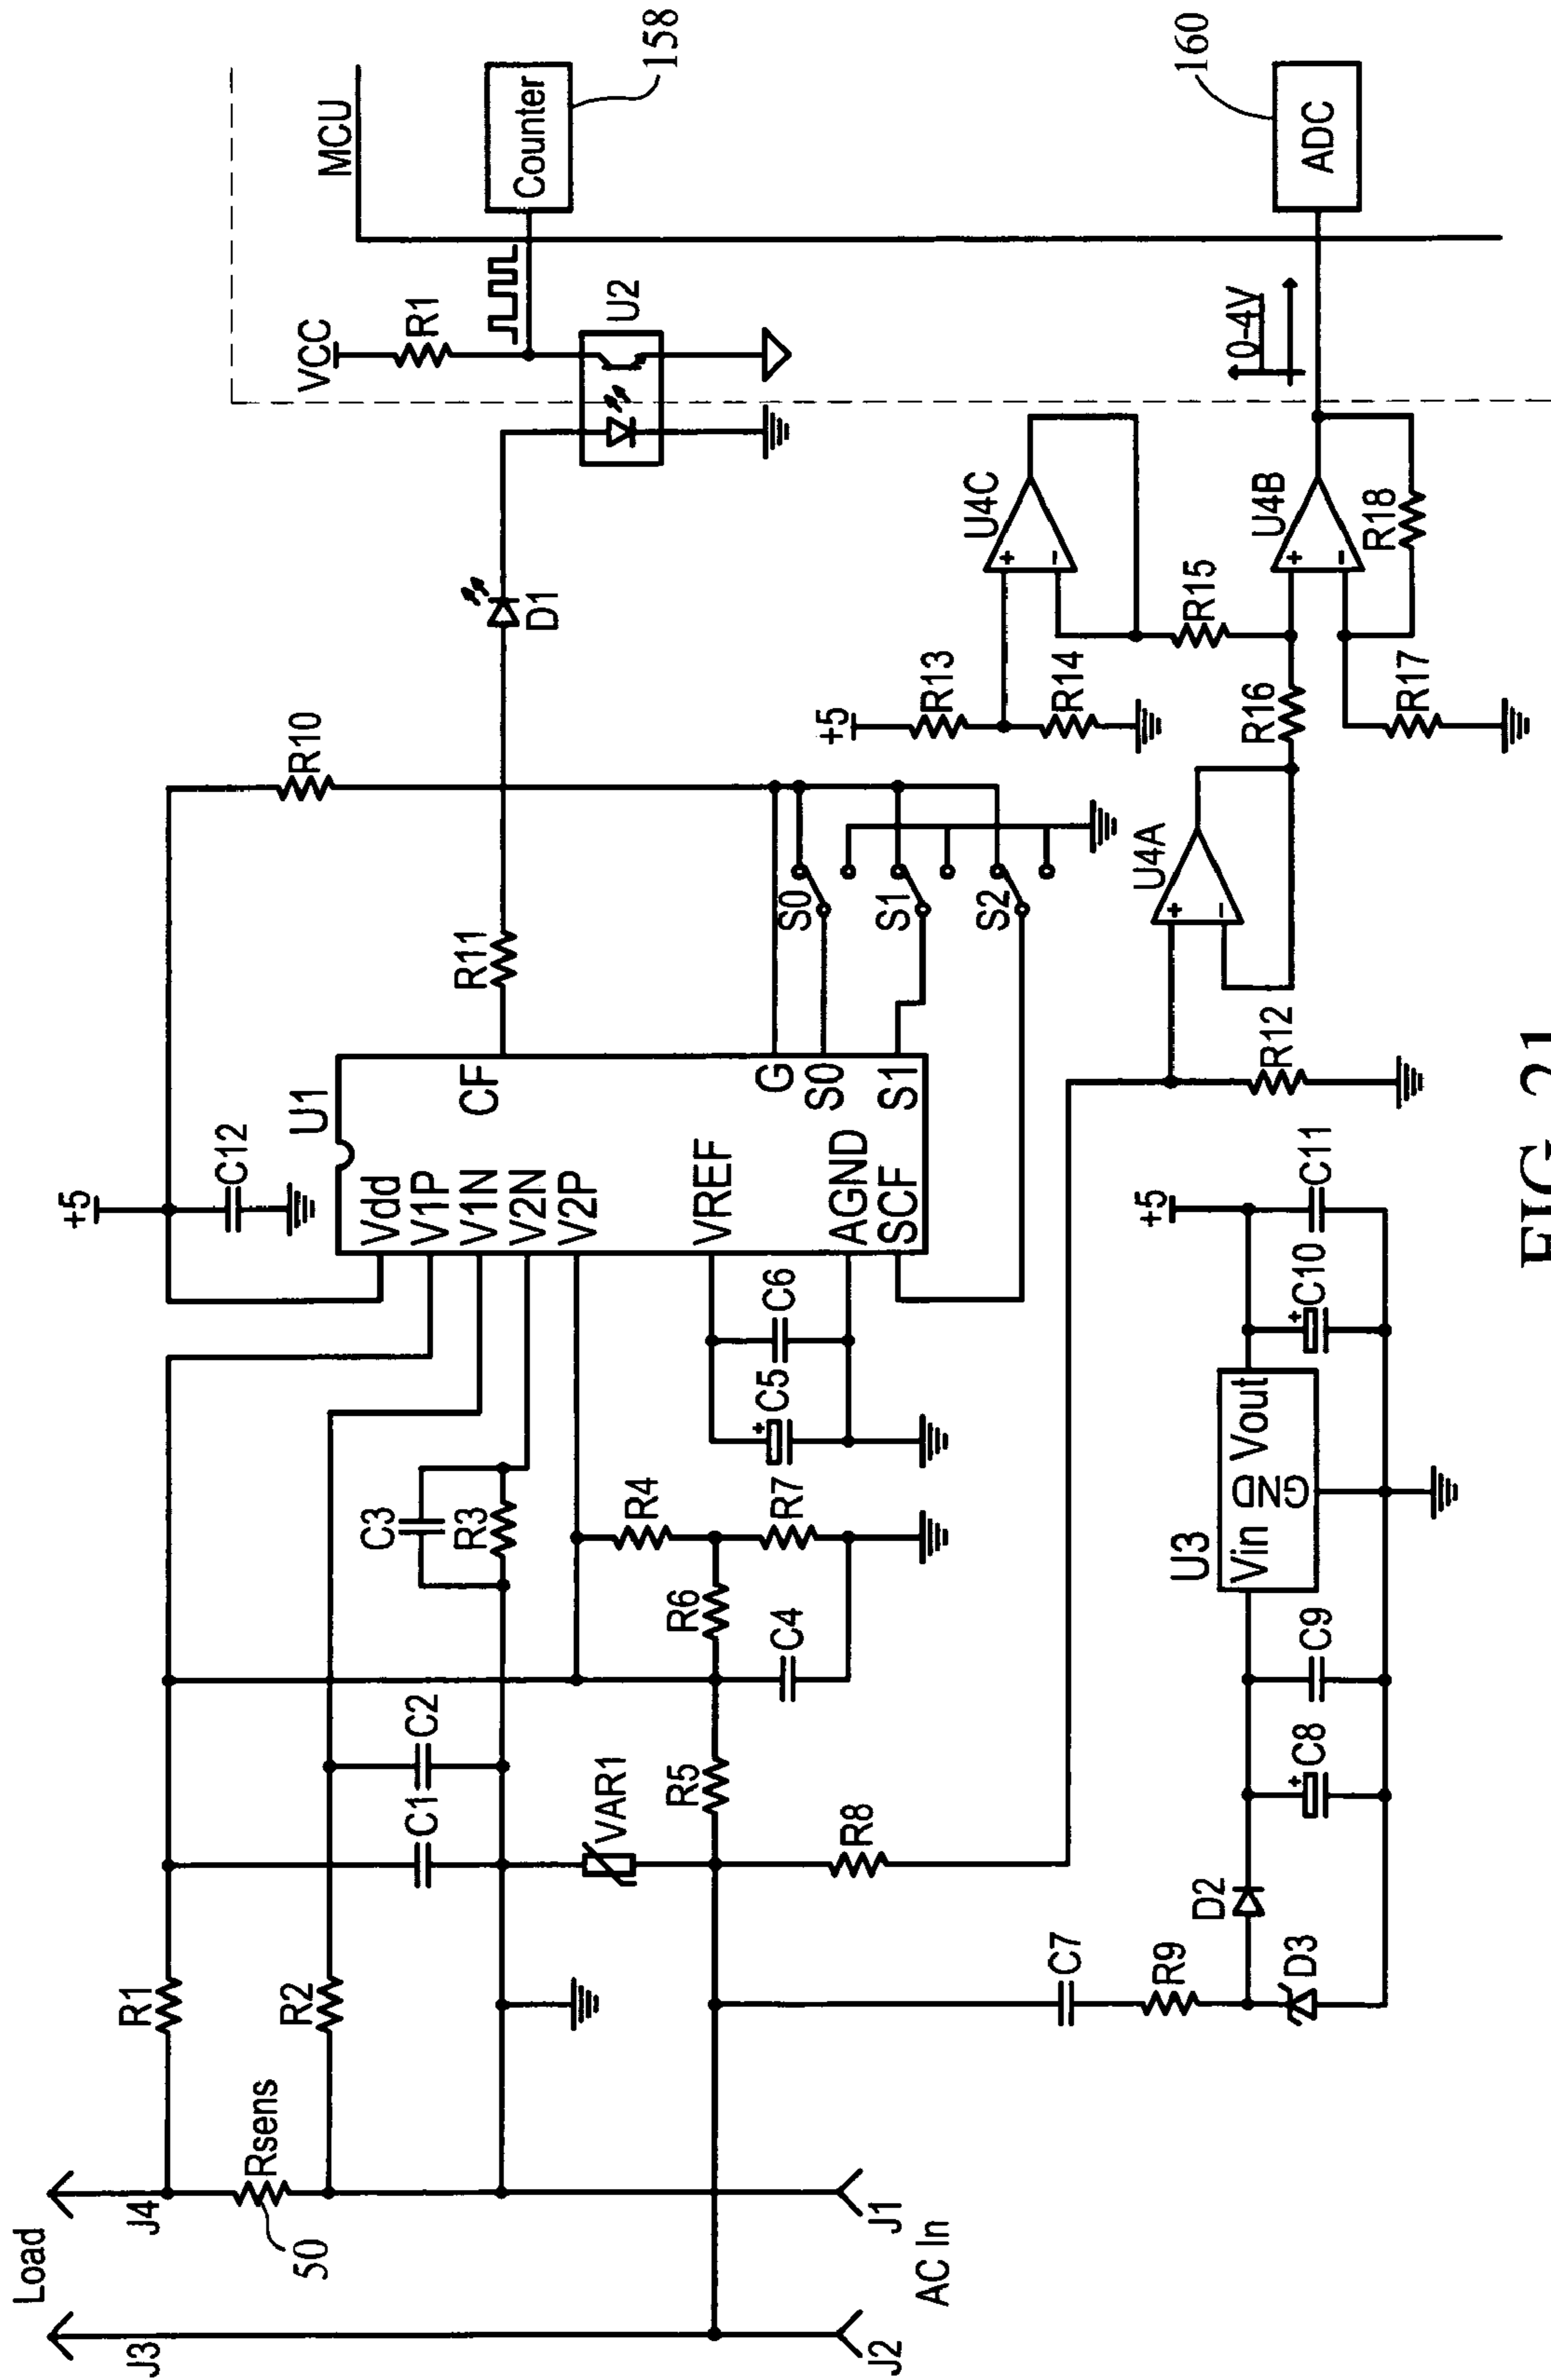 Load
J3
J4
Rsens
50
J1
J2
AC In
R1
R2
C1
C2
VAR1
R5
R8
C3
R3
R4
R6
R7
C4
C5
C6
+5
C12
U1
Vdd
V1P
V1N
V2N
V2P
VREF
AGND
SCF
CF
G
S0
S1
R10
R11
D1
S0
S1
S2
VCC
R1
U2
MCU
Counter
158
C7
R9
D2
D3
C8
C9
U3
Vin
GND
Vout
+5
C10
C11
R12
U4A
+
-
+5
R13
R14
U4C
+
-
R15
R16
R17
U4B
+
-
R18
0-4V
ADC
160
FIG 21